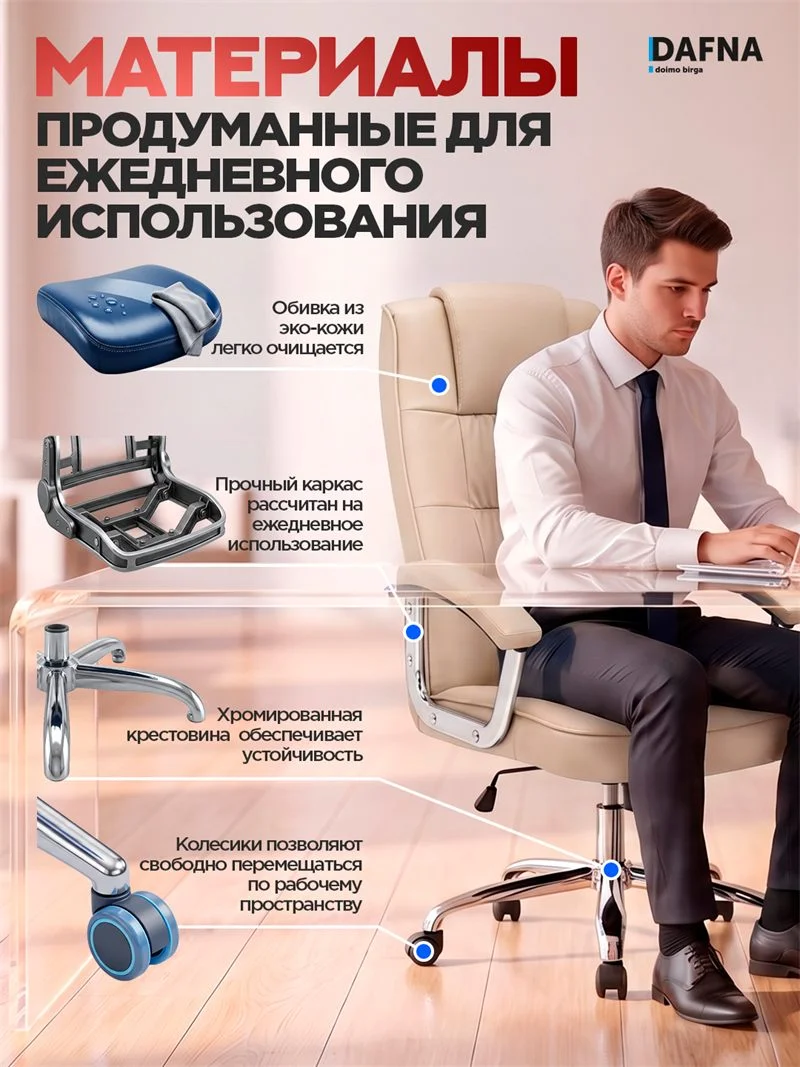 МАТЕРИАЛЫ
ПРОДУМАННЫЕ ДЛЯ
ЕЖЕДНЕВНОГО
ИСПОЛЬЗОВАНИЯ
DAFNA
doimo birga
Обивка из
эко-кожи
легко очищается
Прочный каркас
рассчитан на
ежедневное
использование
Хромированная
крестовина обеспечивает
устойчивость
Колесики позволяют
свободно перемещаться
по рабочему
пространству